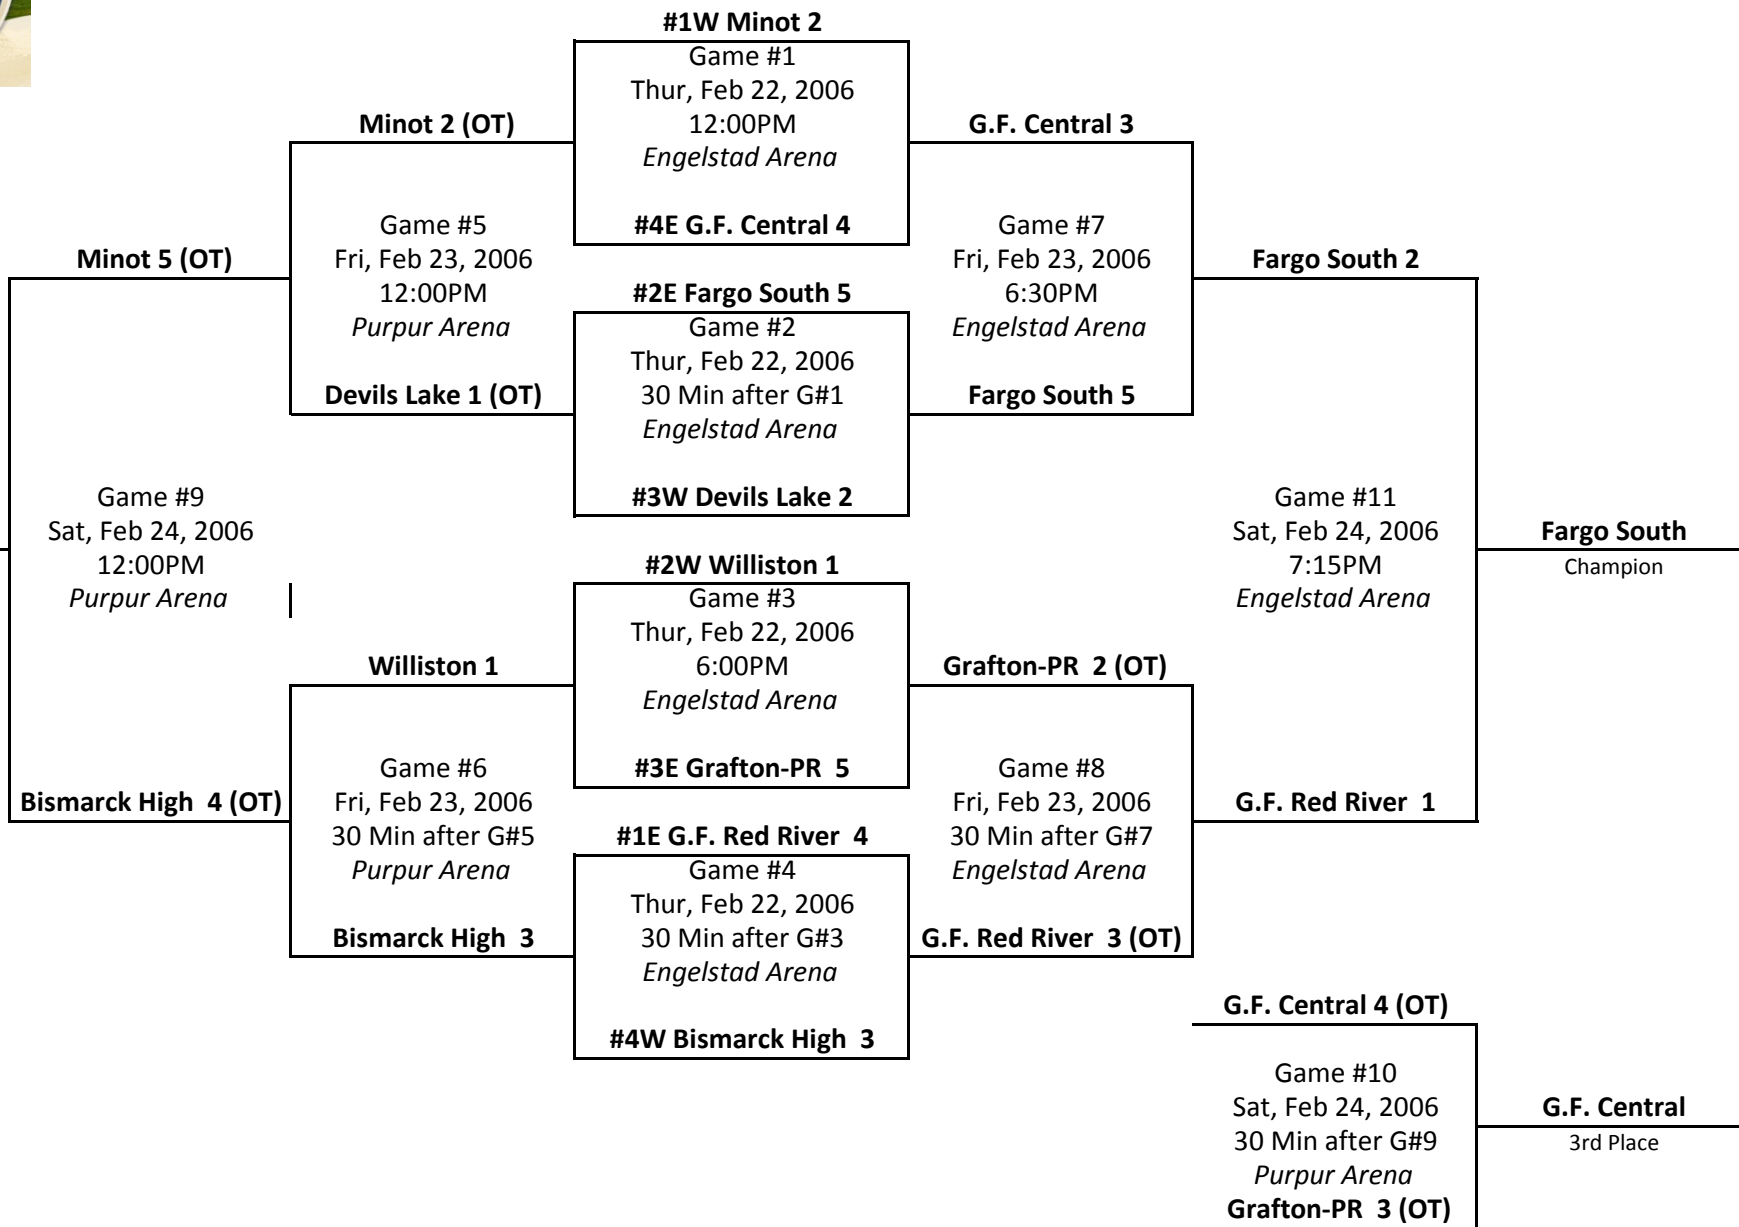 #1W Minot 2
Game #1
Thur, Feb 22, 2006
12:00PM
Engelstad Arena
#4E G.F. Central 4
#2E Fargo South 5
Game #2
Thur, Feb 22, 2006
30 Min after G#1
Engelstad Arena
#3W Devils Lake 2
#2W Williston 1
Game #3
Thur, Feb 22, 2006
6:00PM
Engelstad Arena
#3E Grafton-PR 5
#1E G.F. Red River 4
Game #4
Thur, Feb 22, 2006
30 Min after G#3
Engelstad Arena
#4W Bismarck High 3
Minot 2 (OT)
Game #5
Fri, Feb 23, 2006
12:00PM
Purpur Arena
Devils Lake 1 (OT)
Williston 1
Game #6
Fri, Feb 23, 2006
30 Min after G#5
Purpur Arena
Bismarck High 3
G.F. Central 3
Game #7
Fri, Feb 23, 2006
6:30PM
Engelstad Arena
Fargo South 5
Grafton-PR 2 (OT)
Game #8
Fri, Feb 23, 2006
30 Min after G#7
Engelstad Arena
G.F. Red River 3 (OT)
Minot 5 (OT)
Game #9
Sat, Feb 24, 2006
12:00PM
Purpur Arena
Bismarck High 4 (OT)
G.F. Central 4 (OT)
Game #10
Sat, Feb 24, 2006
30 Min after G#9
Purpur Arena
Grafton-PR 3 (OT)
G.F. Central
3rd Place
Fargo South 2
Game #11
Sat, Feb 24, 2006
7:15PM
Engelstad Arena
G.F. Red River 1
Fargo South
Champion